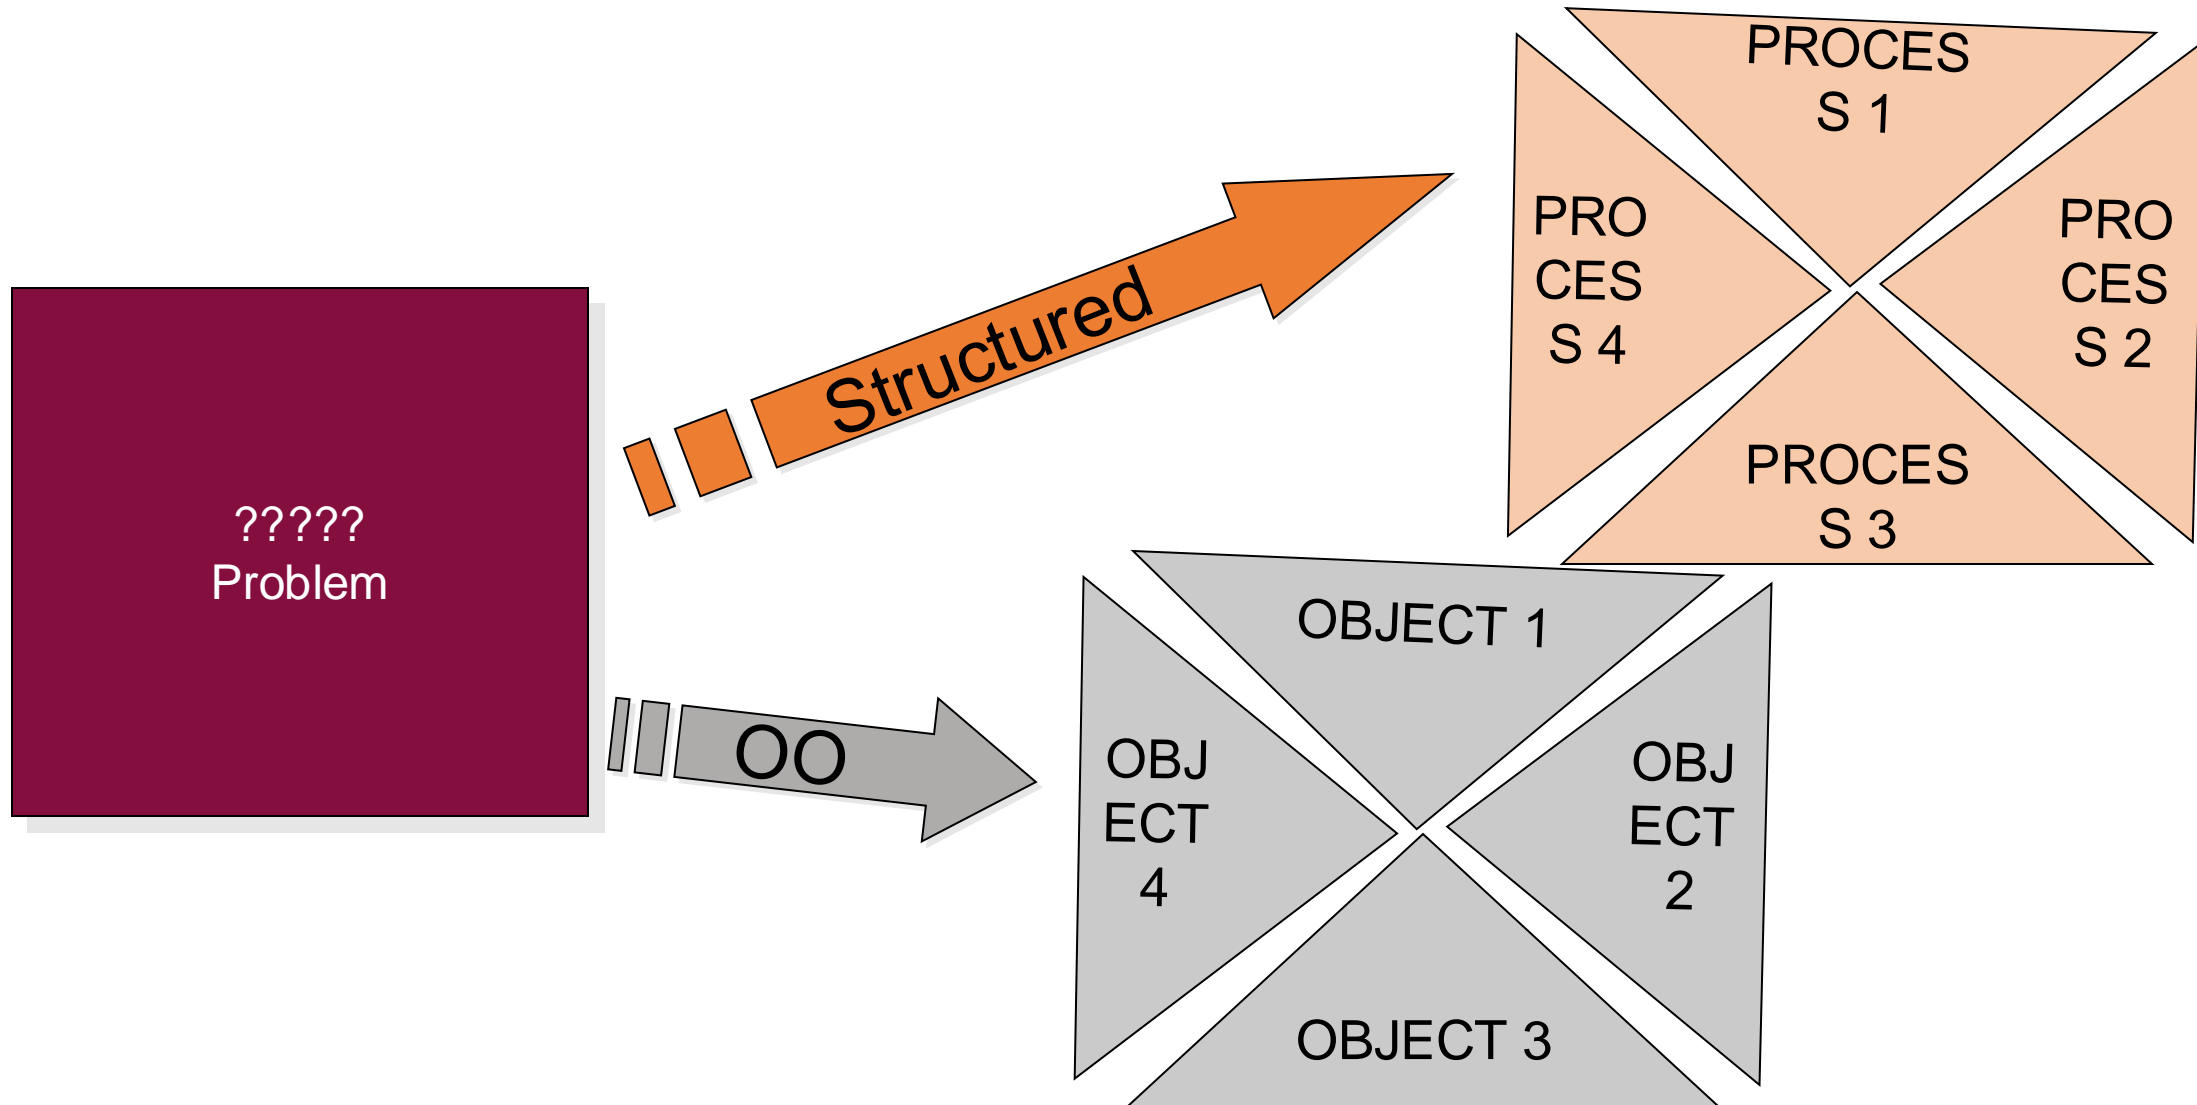 ?????
Problem
Structured
OO
PROCES
S 1
PRO
CES
S 4
PRO
CES
S 2
PROCES
S 3
OBJECT 1
OBJ
ECT
4
OBJ
ECT
2
OBJECT 3